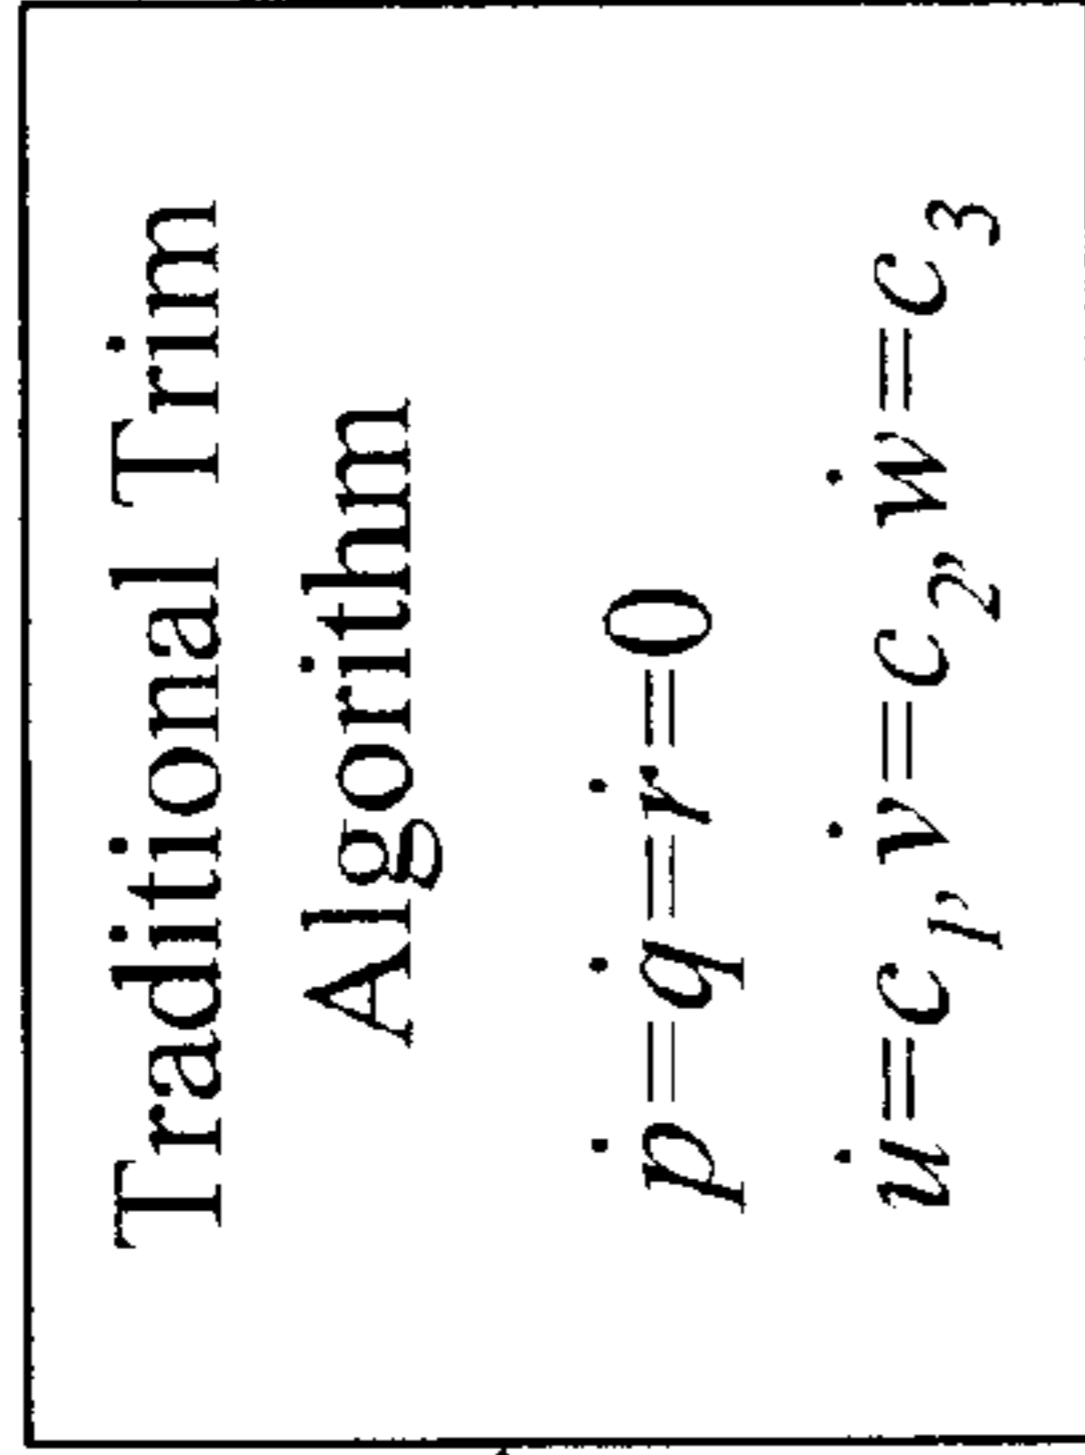 Traditional Trim
Algorithm
ṗ=q̇=ṙ=0
u̇=c₁, v̇=c₂, ẇ=c₃